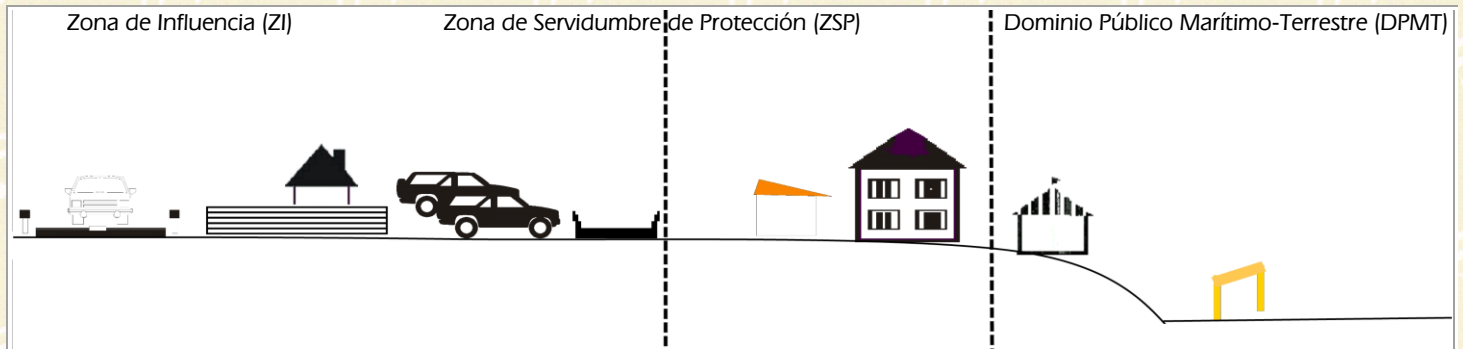 Zona de Influencia (ZI) Zona de Servidumbre de Protección (ZSP) Dominio Público Marítimo-Terrestre (DPMT)